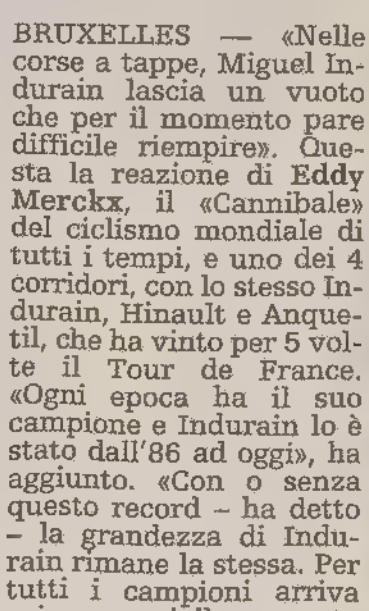 BRUXELLES — «Nelle
corse a tappe, Miguel In-
durain lascia un vuoto
che per il momento pare
difficile riempire». Que-
sta la reazione di Eddy
Merckx, il «Cannibale»
del ciclismo mondiale di
tutti i tempi, e uno dei 4
corridori, con lo stesso In-
durain, Hinault e Anque-
til, che ha vinto per 5 vol-
te il Tour de France.
«Ogni epoca ha il suo
campione e Indurain lo è
stato dall'86 ad oggi», ha
aggiunto. «Con o senza
questo record – ha detto
– la grandezza di Indu-
rain rimane la stessa. Per
tutti i campioni arriva